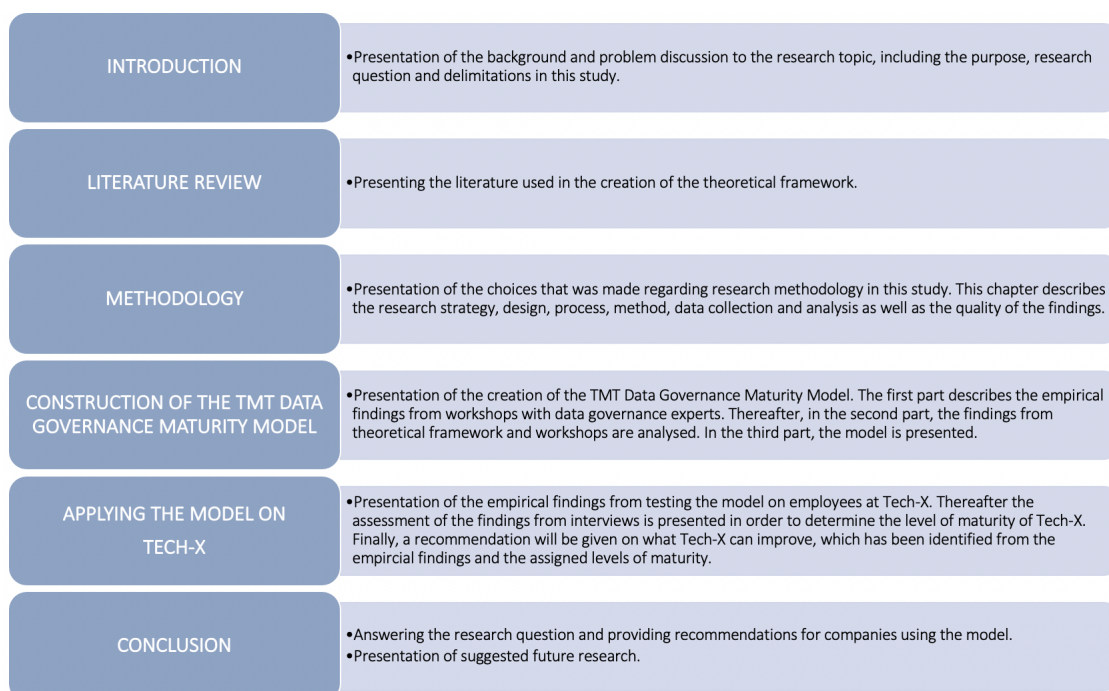 INTRODUCTION
•Presentation of the background and problem discussion to the research topic, including the purpose, research
question and delimitations in this study.
LITERATURE REVIEW
•Presenting the literature used in the creation of the theoretical framework.
METHODOLOGY
•Presentation of the choices that was made regarding research methodology in this study. This chapter describes
the research strategy, design, process, method, data collection and analysis as well as the quality of the findings.
CONSTRUCTION OF THE TMT DATA
GOVERNANCE MATURITY MODEL
•Presentation of the creation of the TMT Data Governance Maturity Model. The first part describes the empirical
findings from workshops with data governance experts. Thereafter, in the second part, the findings from
theoretical framework and workshops are analysed. In the third part, the model is presented.
APPLYING THE MODEL ON
TECH-X
•Presentation of the empirical findings from testing the model on employees at Tech-X. Thereafter the
assessment of the findings from interviews is presented in order to determine the level of maturity of Tech-X.
Finally, a recommendation will be given on what Tech-X can improve, which has been identified from the
empircial findings and the assigned levels of maturity.
CONCLUSION
•Answering the research question and providing recommendations for companies using the model.
•Presentation of suggested future research.